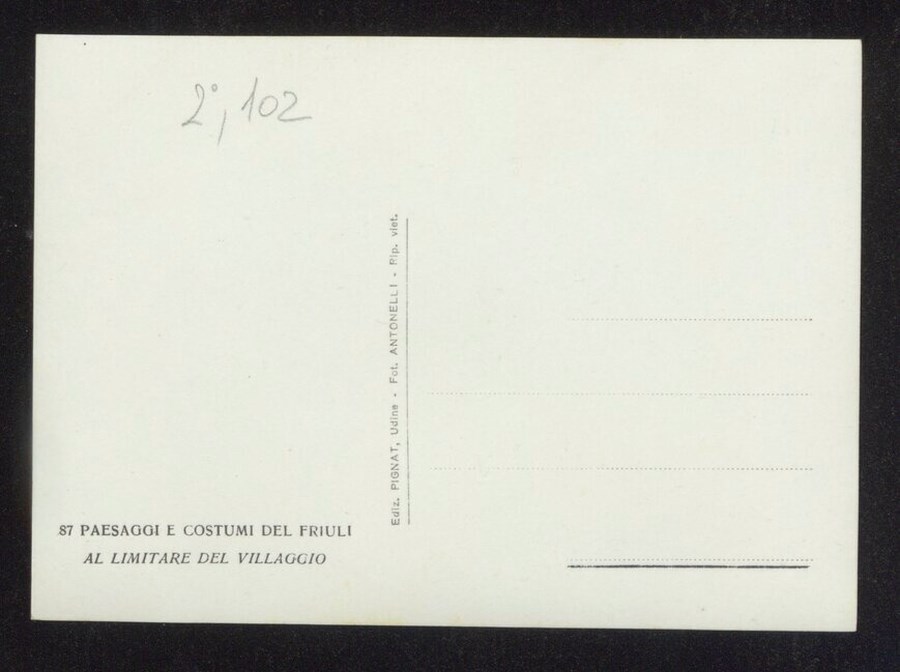 2°, 102
Ediz. PIGNAT, Udine - Fot. ANTONELLI - Rip. viet.
87 PAESAGGI E COSTUMI DEL FRIULI
AL LIMITARE DEL VILLAGGIO